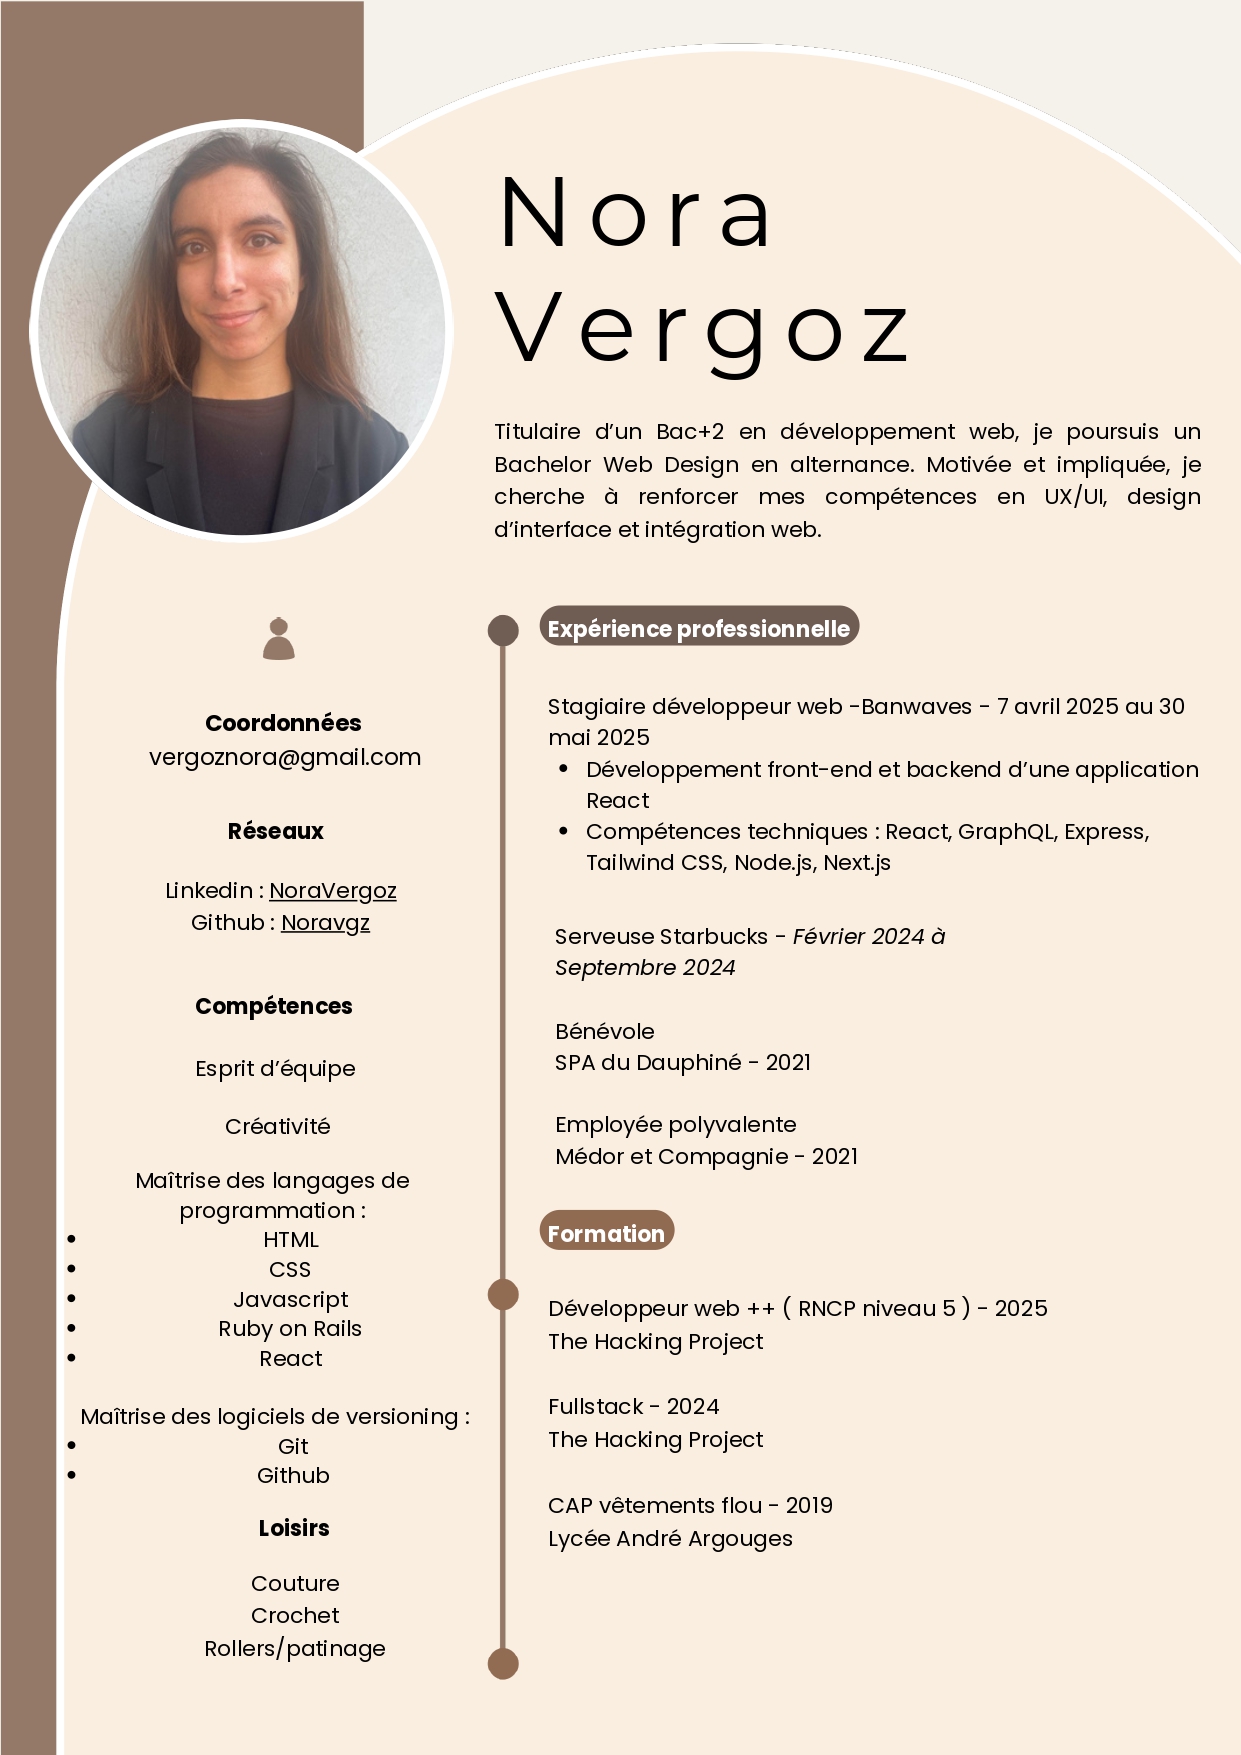 Nora
Vergoz
Titulaire d’un Bac+2 en développement web, je poursuis un
Bachelor Web Design en alternance. Motivée et impliquée, je
cherche à renforcer mes compétences en UX/UI, design
d’interface et intégration web.
Coordonnées
vergoznora@gmail.com
Réseaux
Linkedin : NoraVergoz
Github : Noravgz
Compétences
Esprit d’équipe
Créativité
Maîtrise des langages de
programmation :
• HTML
• CSS
• Javascript
• Ruby on Rails
• React
Maîtrise des logiciels de versioning :
• Git
• Github
Loisirs
Couture
Crochet
Rollers/patinage
Expérience professionnelle
Stagiaire développeur web -Banwaves - 7 avril 2025 au 30
mai 2025
• Développement front-end et backend d’une application
React
• Compétences techniques : React, GraphQL, Express,
Tailwind CSS, Node.js, Next.js
Serveuse Starbucks - Février 2024 à
Septembre 2024
Bénévole
SPA du Dauphiné - 2021
Employée polyvalente
Médor et Compagnie - 2021
Formation
Développeur web ++ ( RNCP niveau 5 ) - 2025
The Hacking Project
Fullstack - 2024
The Hacking Project
CAP vêtements flou - 2019
Lycée André Argouges